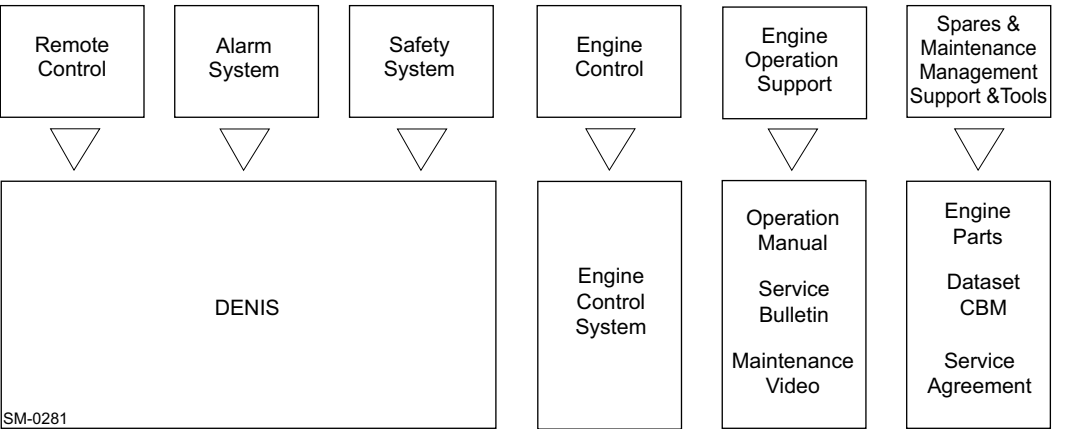 Remote
Control
Alarm
System
Safety
System
Engine
Control
Engine
Operation
Support
Spares &
Maintenance
Management
Support &Tools
DENIS
Engine
Control
System
Operation
Manual
Service
Bulletin
Maintenance
Video
Engine
Parts
Dataset
CBM
Service
Agreement
SM-0281